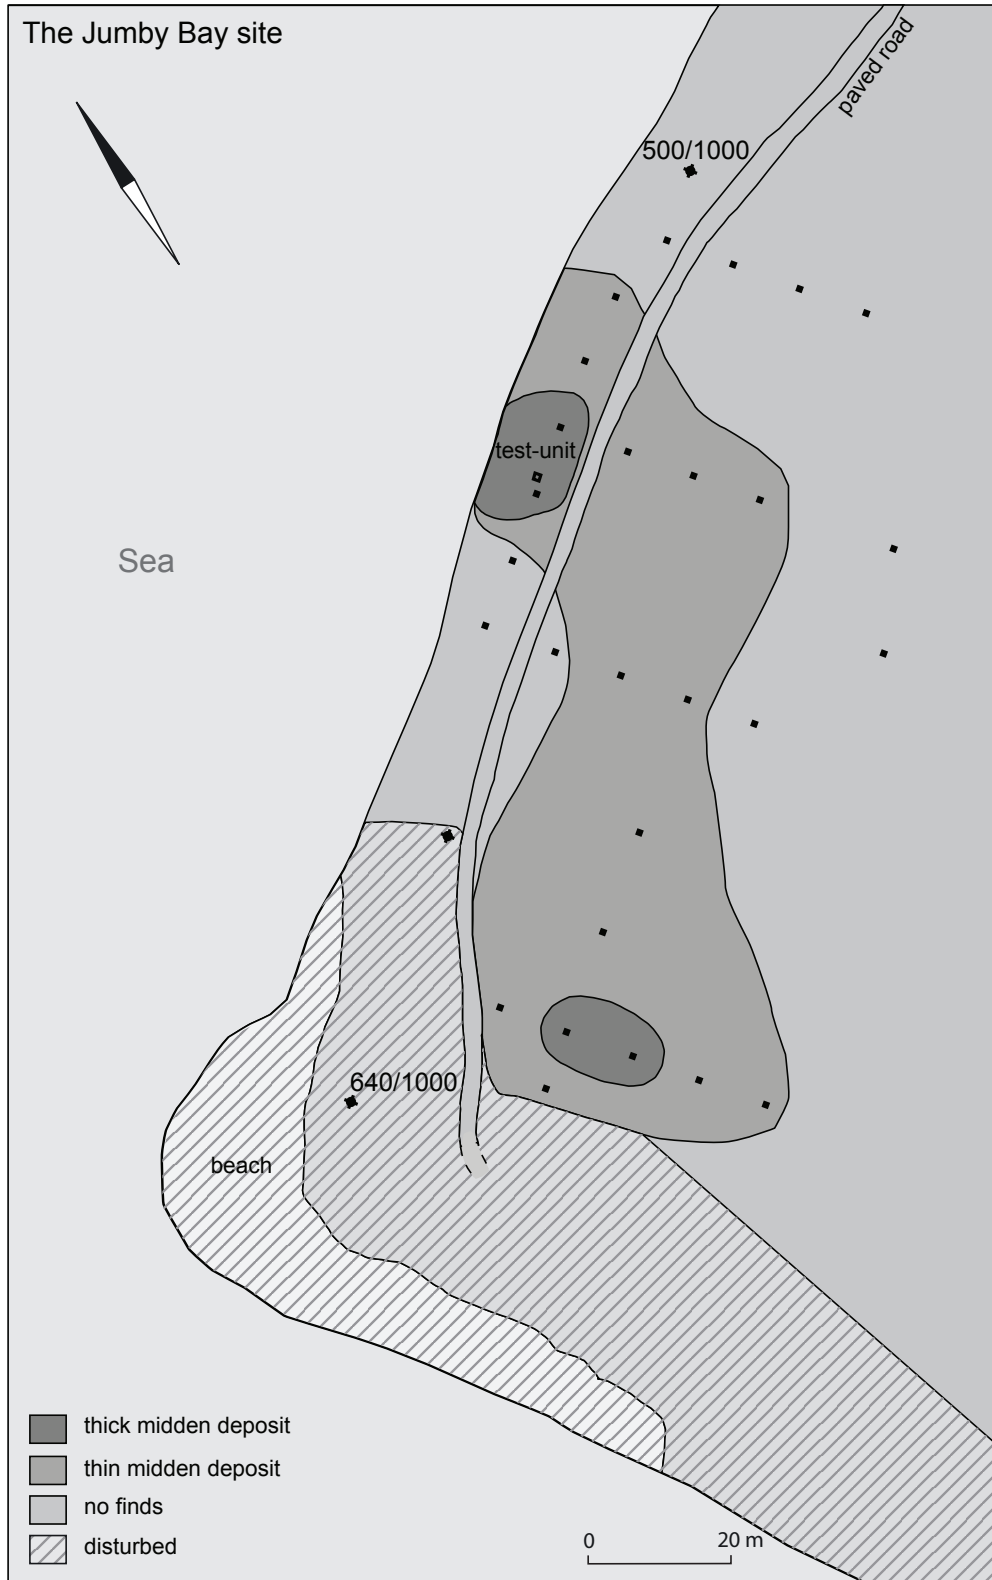 The Jumby Bay site
paved road
500/1000
test-unit
Sea
640/1000
beach
thick midden deposit
thin midden deposit
no finds
disturbed
0 20 m